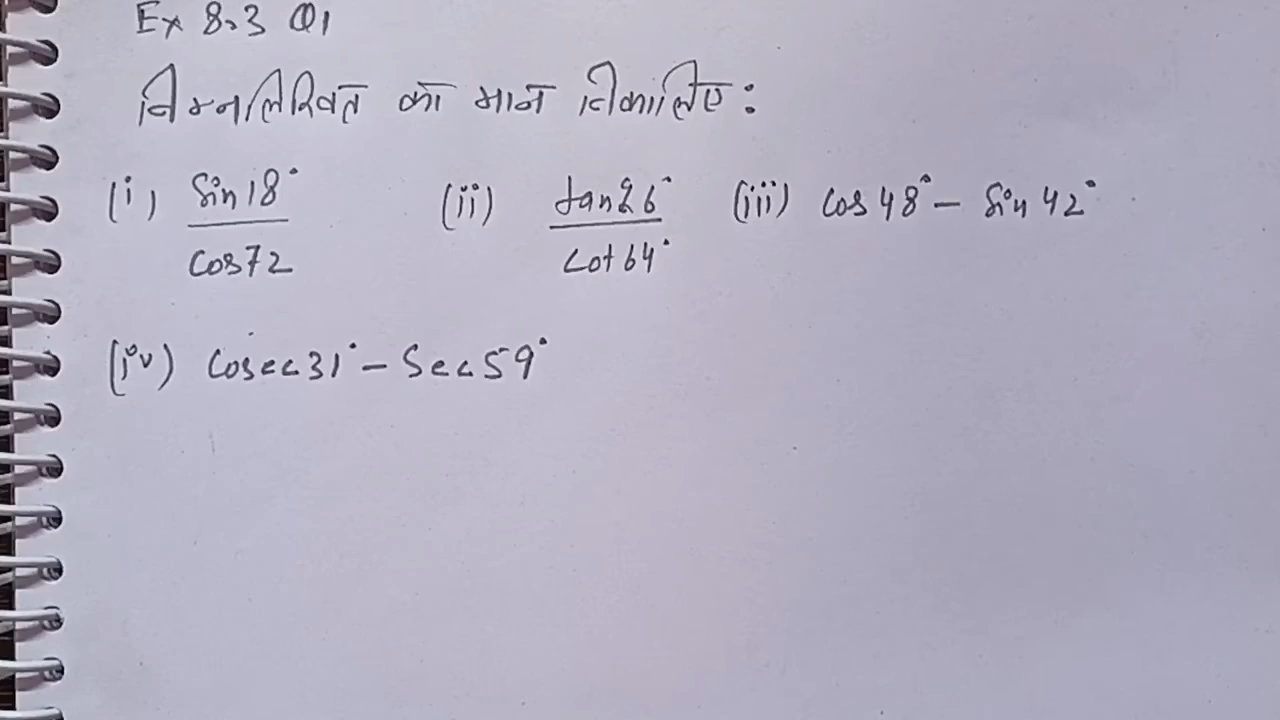 Ex 8.3 Q1
निम्नलिखित को मान निकालिए :
(i) Sin18° / Cos72 (ii) tan26° / Cot64° (iii) Cos48° - Sin42°
(iv) Cosec31° - Sec59°